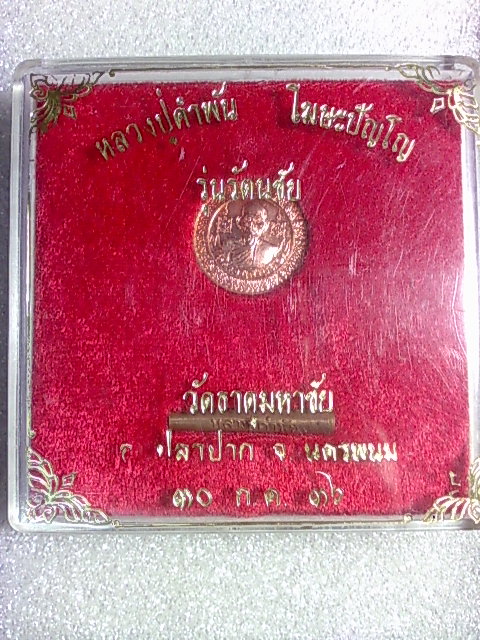 หลวงปู่คำพัน โฆษะปัญโญ
รุ่นรัตนชัย
วัดธาตุมหาชัย
อ ปลาปาก จ นครพนม
๓๐ ก ค ๓๖